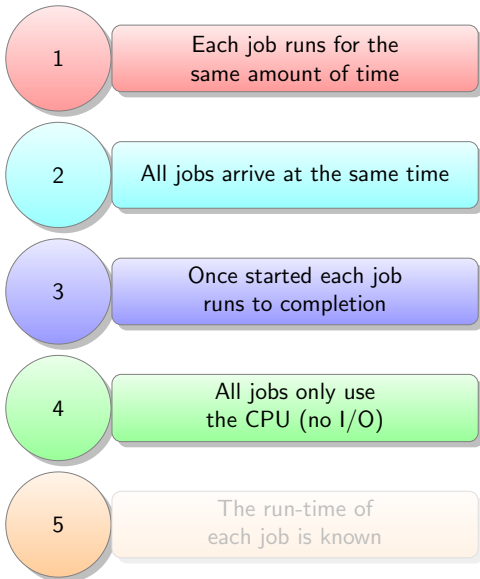 1
Each job runs for the
same amount of time
2
All jobs arrive at the same time
3
Once started each job
runs to completion
4
All jobs only use
the CPU (no I/O)
5
The run-time of
each job is known